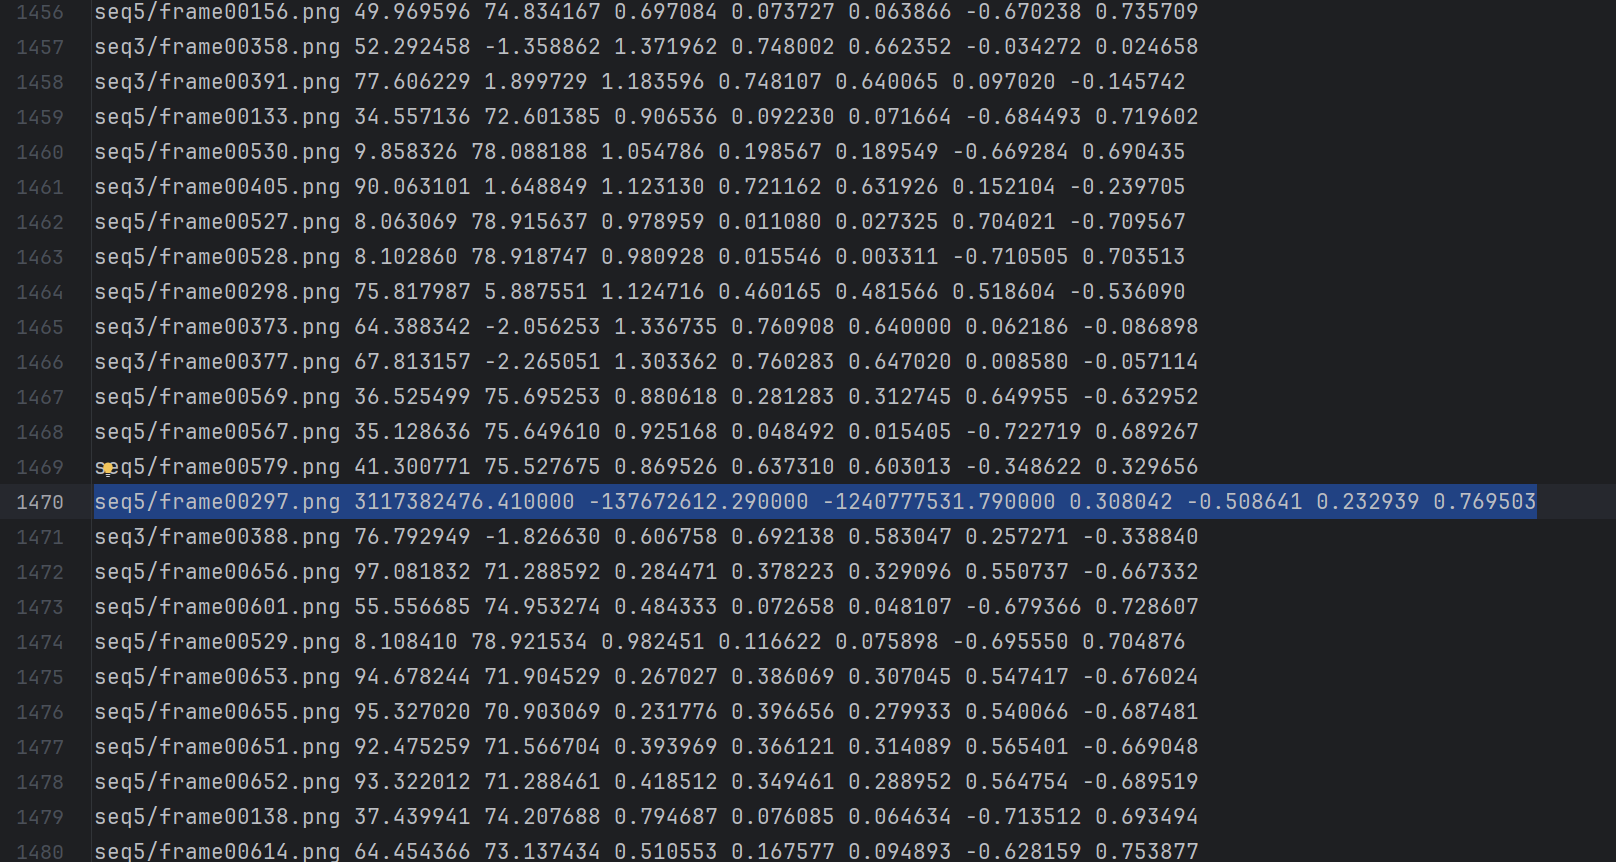 1456 seq5/frame00156.png 49.969596 74.834167 0.697084 0.073727 0.063866 -0.670238 0.735709
1457 seq3/frame00358.png 52.292458 -1.358862 1.371962 0.748002 0.662352 -0.034272 0.024658
1458 seq3/frame00391.png 77.606229 1.899729 1.183596 0.748107 0.640065 0.097020 -0.145742
1459 seq5/frame00133.png 34.557136 72.601385 0.906536 0.092230 0.071664 -0.684493 0.719602
1460 seq5/frame00530.png 9.858326 78.088188 1.054786 0.198567 0.189549 -0.669284 0.690435
1461 seq3/frame00405.png 90.063101 1.648849 1.123130 0.721162 0.631926 0.152104 -0.239705
1462 seq5/frame00527.png 8.063069 78.915637 0.978959 0.011080 0.027325 0.704021 -0.709567
1463 seq5/frame00528.png 8.102860 78.918747 0.980928 0.015546 0.003311 -0.710505 0.703513
1464 seq5/frame00298.png 75.817987 5.887551 1.124716 0.460165 0.481566 0.518604 -0.536090
1465 seq3/frame00373.png 64.388342 -2.056253 1.336735 0.760908 0.640000 0.062186 -0.086898
1466 seq3/frame00377.png 67.813157 -2.265051 1.303362 0.760283 0.647020 0.008580 -0.057114
1467 seq5/frame00569.png 36.525499 75.695253 0.880618 0.281283 0.312745 0.649955 -0.632952
1468 seq5/frame00567.png 35.128636 75.649610 0.925168 0.048492 0.015405 -0.722719 0.689267
1469 seq5/frame00579.png 41.300771 75.527675 0.869526 0.637310 0.603013 -0.348622 0.329656
1470 seq5/frame00297.png 3117382476.410000 -137672612.290000 -1240777531.790000 0.308042 -0.508641 0.232939 0.769503
1471 seq3/frame00388.png 76.792949 -1.826630 0.606758 0.692138 0.583047 0.257271 -0.338840
1472 seq5/frame00656.png 97.081832 71.288592 0.284471 0.378223 0.329096 0.550737 -0.667332
1473 seq5/frame00601.png 55.556685 74.953274 0.484333 0.072658 0.048107 -0.679366 0.728607
1474 seq5/frame00529.png 8.108410 78.921534 0.982451 0.116622 0.075898 -0.695550 0.704876
1475 seq5/frame00653.png 94.678244 71.904529 0.267027 0.386069 0.307045 0.547417 -0.676024
1476 seq5/frame00655.png 95.327020 70.903069 0.231776 0.396656 0.279933 0.540066 -0.687481
1477 seq5/frame00651.png 92.475259 71.566704 0.393969 0.366121 0.314089 0.565401 -0.669048
1478 seq5/frame00652.png 93.322012 71.288461 0.418512 0.349461 0.288952 0.564754 -0.689519
1479 seq5/frame00138.png 37.439941 74.207688 0.794687 0.076085 0.064634 -0.713512 0.693494
1480 seq5/frame00614.png 64.454366 73.137434 0.510553 0.167577 0.094893 -0.628159 0.753877